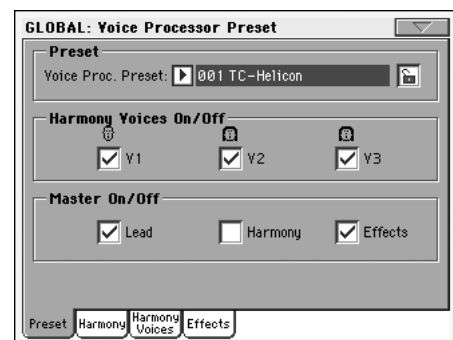 GLOBAL: Voice Processor Preset
Preset
Voice Proc. Preset: 001 TC-Helicon
Harmony Voices On/Off
V1 V2 V3
Master On/Off
Lead Harmony Effects
Preset Harmony Harmony Voices Effects